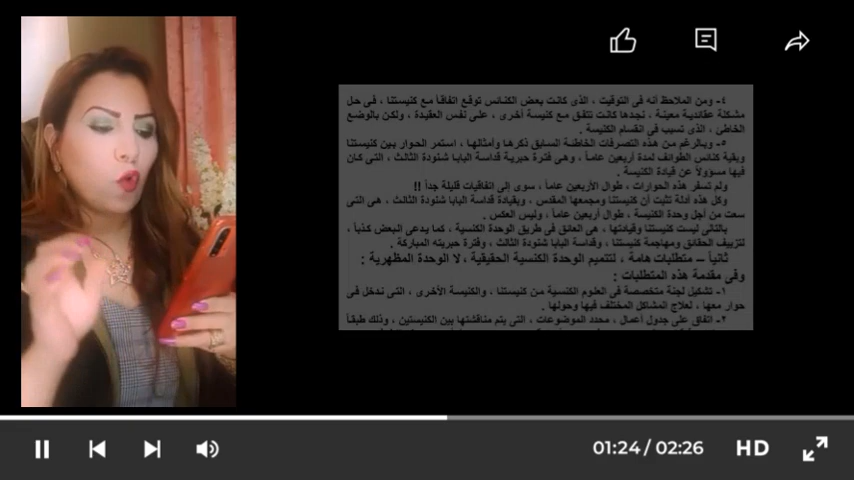 ٤- ومن الملاحظ أنه فى التوقيت ، الذى كانت بعض الكنائس توقع اتفاقاً مع كنيستنا ، فى حل
مشكلة عقائدية معينة ، نجدها كانت تتفق مع كنيسة أخرى ، على نفس العقيدة ، ولكن بالوضع
الخاطئ ، الذى تسبب فى انقسام الكنيسة .
٥- وبالرغم من هذه التصرفات الخاطئة السابق ذكرها وأمثالها ، استمر الحوار بين كنيستنا
وبقية كنائس الطوائف لمدة أربعين عاماً ، وهى فترة حبرية قداسة البابا شنودة الثالث ، التى كان
فيها مسؤولاً عن قيادة الكنيسة .
ولم تسفر هذه الحوارات ، طوال الأربعين عاماً ، سوى إلى اتفاقيات قليلة جداً !!
وكل هذه أدلة تثبت أن كنيستنا ومجمعها المقدس ، وبقيادة قداسة البابا شنودة الثالث ، هى التى
سعت من أجل وحدة الكنيسة ، طوال أربعين عاماً ، وليس العكس .
بالتالى ليست كنيستنا وقيادتها ، هى العائق فى طريق الوحدة الكنسية ، كما يدعى البعض كذباً ،
لتزييف الحقائق ومهاجمة كنيستنا ، وقداسة البابا شنودة الثالث ، وفترة حبريته المباركة .
ثانياً – متطلبات هامة ، لتتميم الوحدة الكنسية الحقيقية ، لا الوحدة المظهرية :
وفى مقدمة هذه المتطلبات :
١- تشكيل لجنة متخصصة فى العلوم الكنسية من كنيستنا ، والكنيسة الأخرى ، التى ندخل فى
حوار معها ، لعلاج المشاكل المختلف فيها وحولها .
٢- اتفاق على جدول أعمال ، محدد الموضوعات ، التى يتم مناقشتها بين الكنيستين ، وذلك طبقاً
01:24 / 02:26 HD